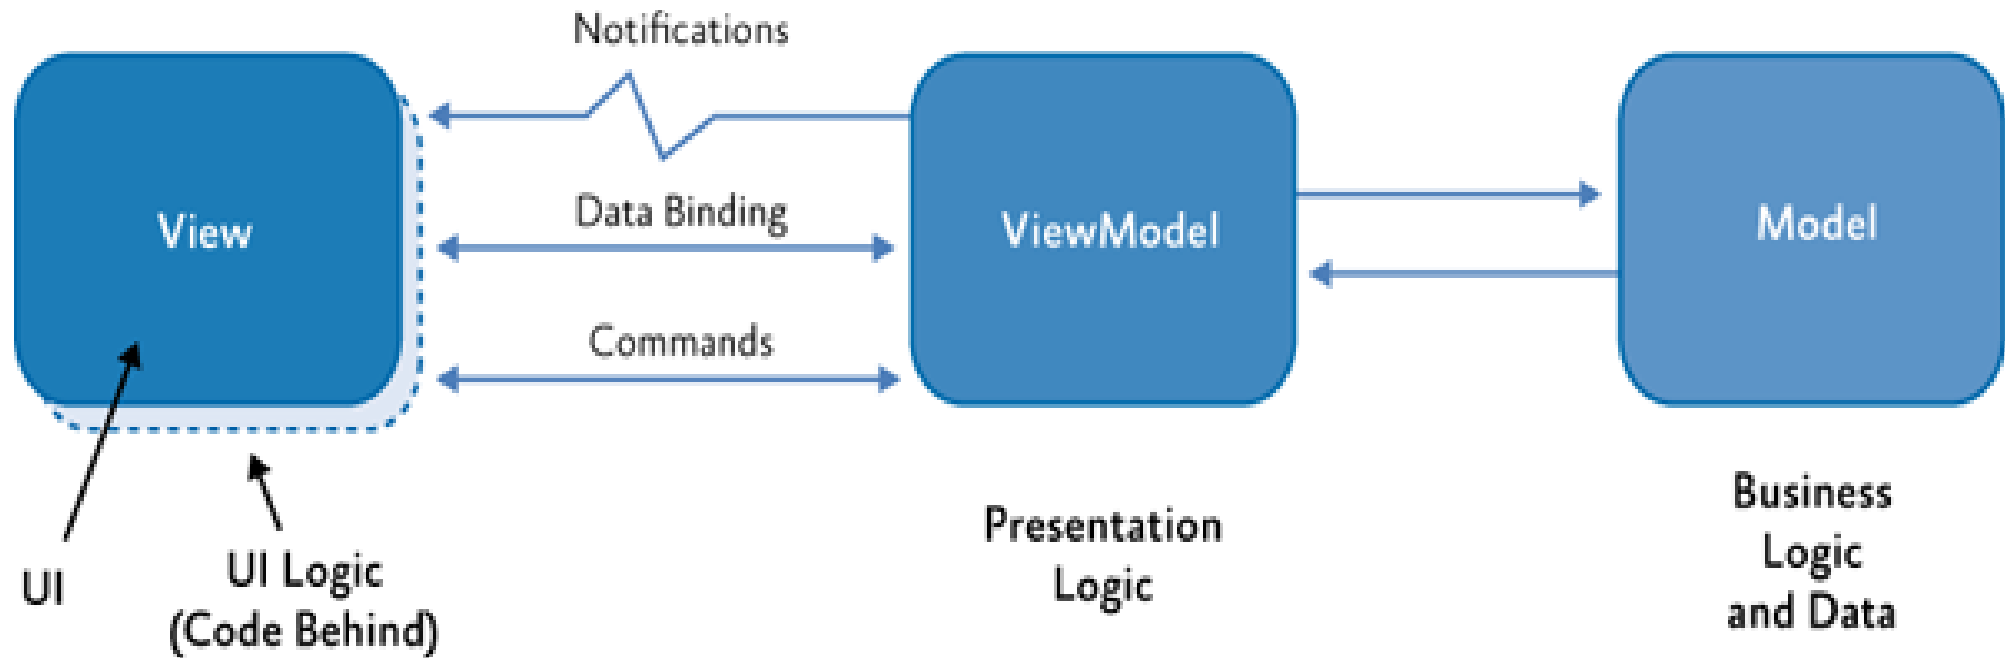 Notifications
Data Binding
Commands
View
ViewModel
Model
UI
UI Logic
(Code Behind)
Presentation
Logic
Business
Logic
and Data